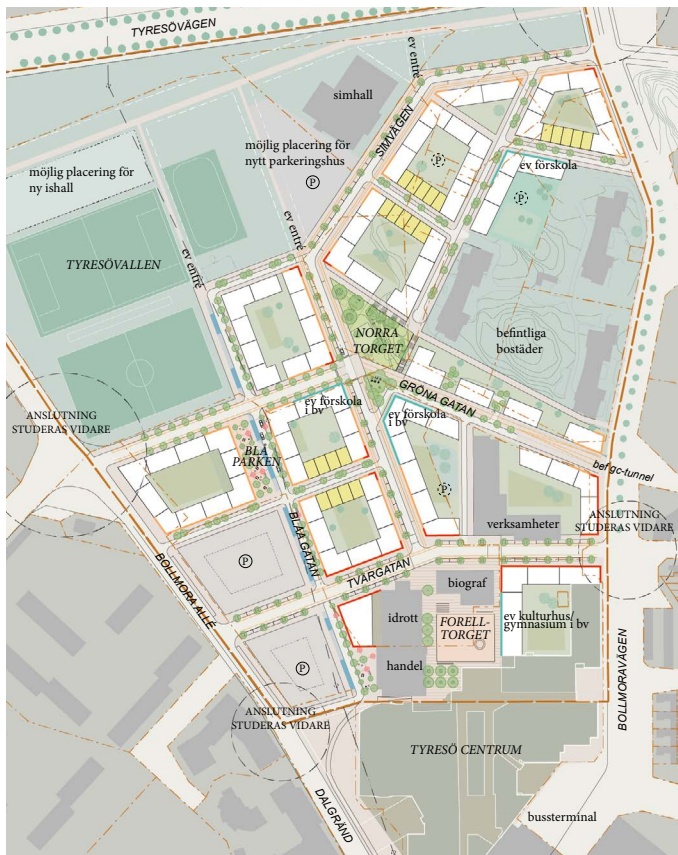 TYRESÖVÄGEN
ev entré
simhall
SIMVÄGEN
möjlig placering för
nytt parkeringshus
P
möjlig placering för
ny ishall
P
ev förskola
P
ev entré
ev entré
TYRESÖVALLEN
NORRA
TORGET
befintliga
bostäder
GRÖNA GATAN
ev förskola
i bv
ev förskola
i bv
ANSLUTNING
STUDERAS VIDARE
BLÅ
PARKEN
bef gc-tunnel
P
ANSLUTNING
STUDERAS VIDARE
verksamheter
BLÅA GATAN
P
BOLLMORA ALLÉ
TVÄRGATAN
biograf
idrott
FORELL-
TORGET
ev kulturhus/
gymnasium i bv
handel
P
BOLLMORAVÄGEN
ANSLUTNING
STUDERAS VIDARE
TYRESÖ CENTRUM
DALGRÄND
bussterminal